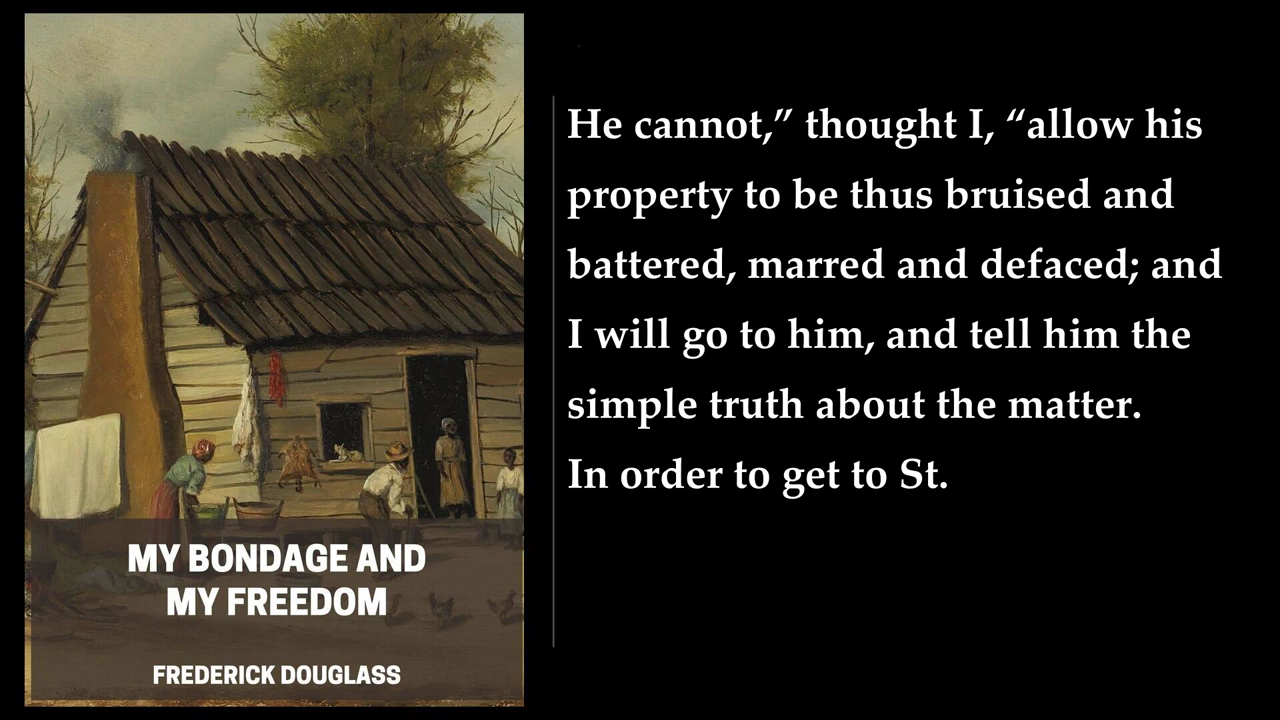 MY BONDAGE AND
MY FREEDOM
FREDERICK DOUGLASS
He cannot,” thought I, “allow his
property to be thus bruised and
battered, marred and defaced; and
I will go to him, and tell him the
simple truth about the matter.
In order to get to St.